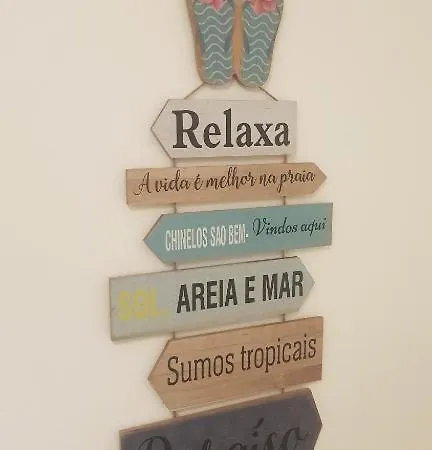 Relaxa
A vida é melhor na praia
CHINELOS SAO BEM- Vindos aqui
SOL, AREIA E MAR
Sumos tropicais